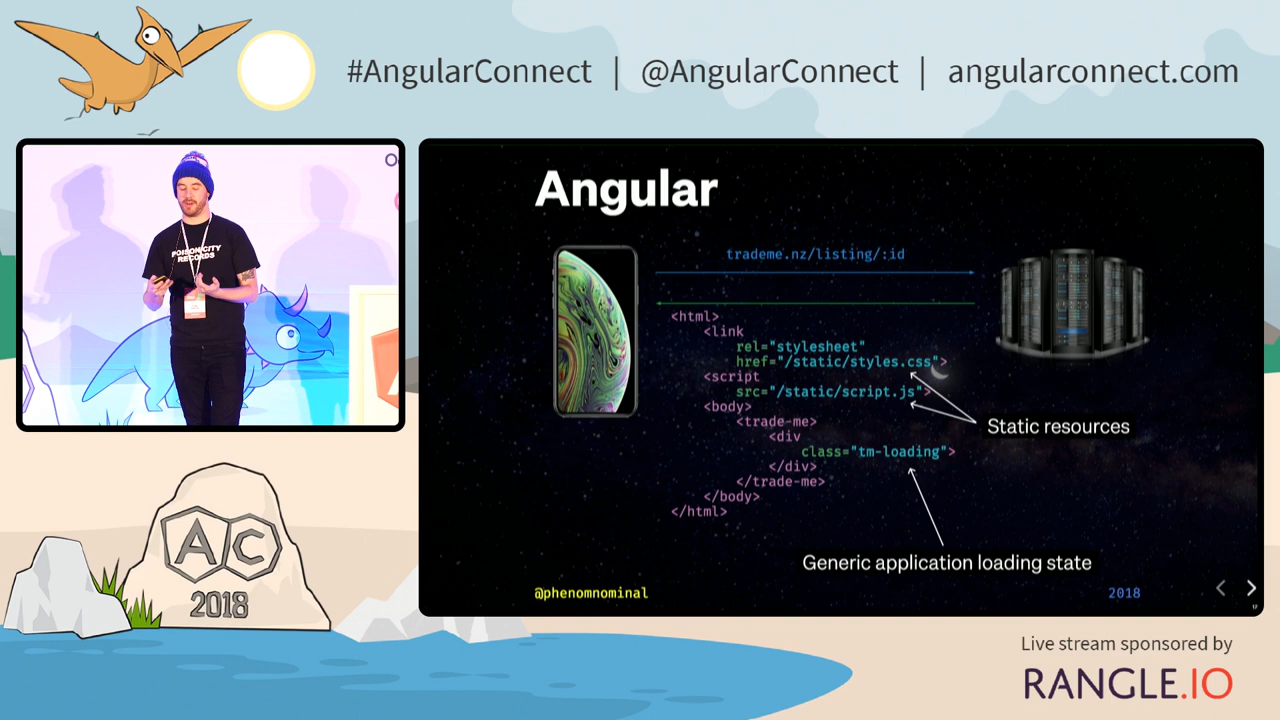 #AngularConnect | @AngularConnect | angularconnect.com
POISON CITY
RECORDS
Angular
trademe.nz/listing/:id
<html>
<link
rel="stylesheet"
href="/static/styles.css">
<script
src="/static/script.js">
<body>
<trade-me>
<div
class="tm-loading">
</div>
</trade-me>
</body>
</html>
Static resources
Generic application loading state
@phenomnominal
2018
17
AC
2018
Live stream sponsored by
RANGLE.IO